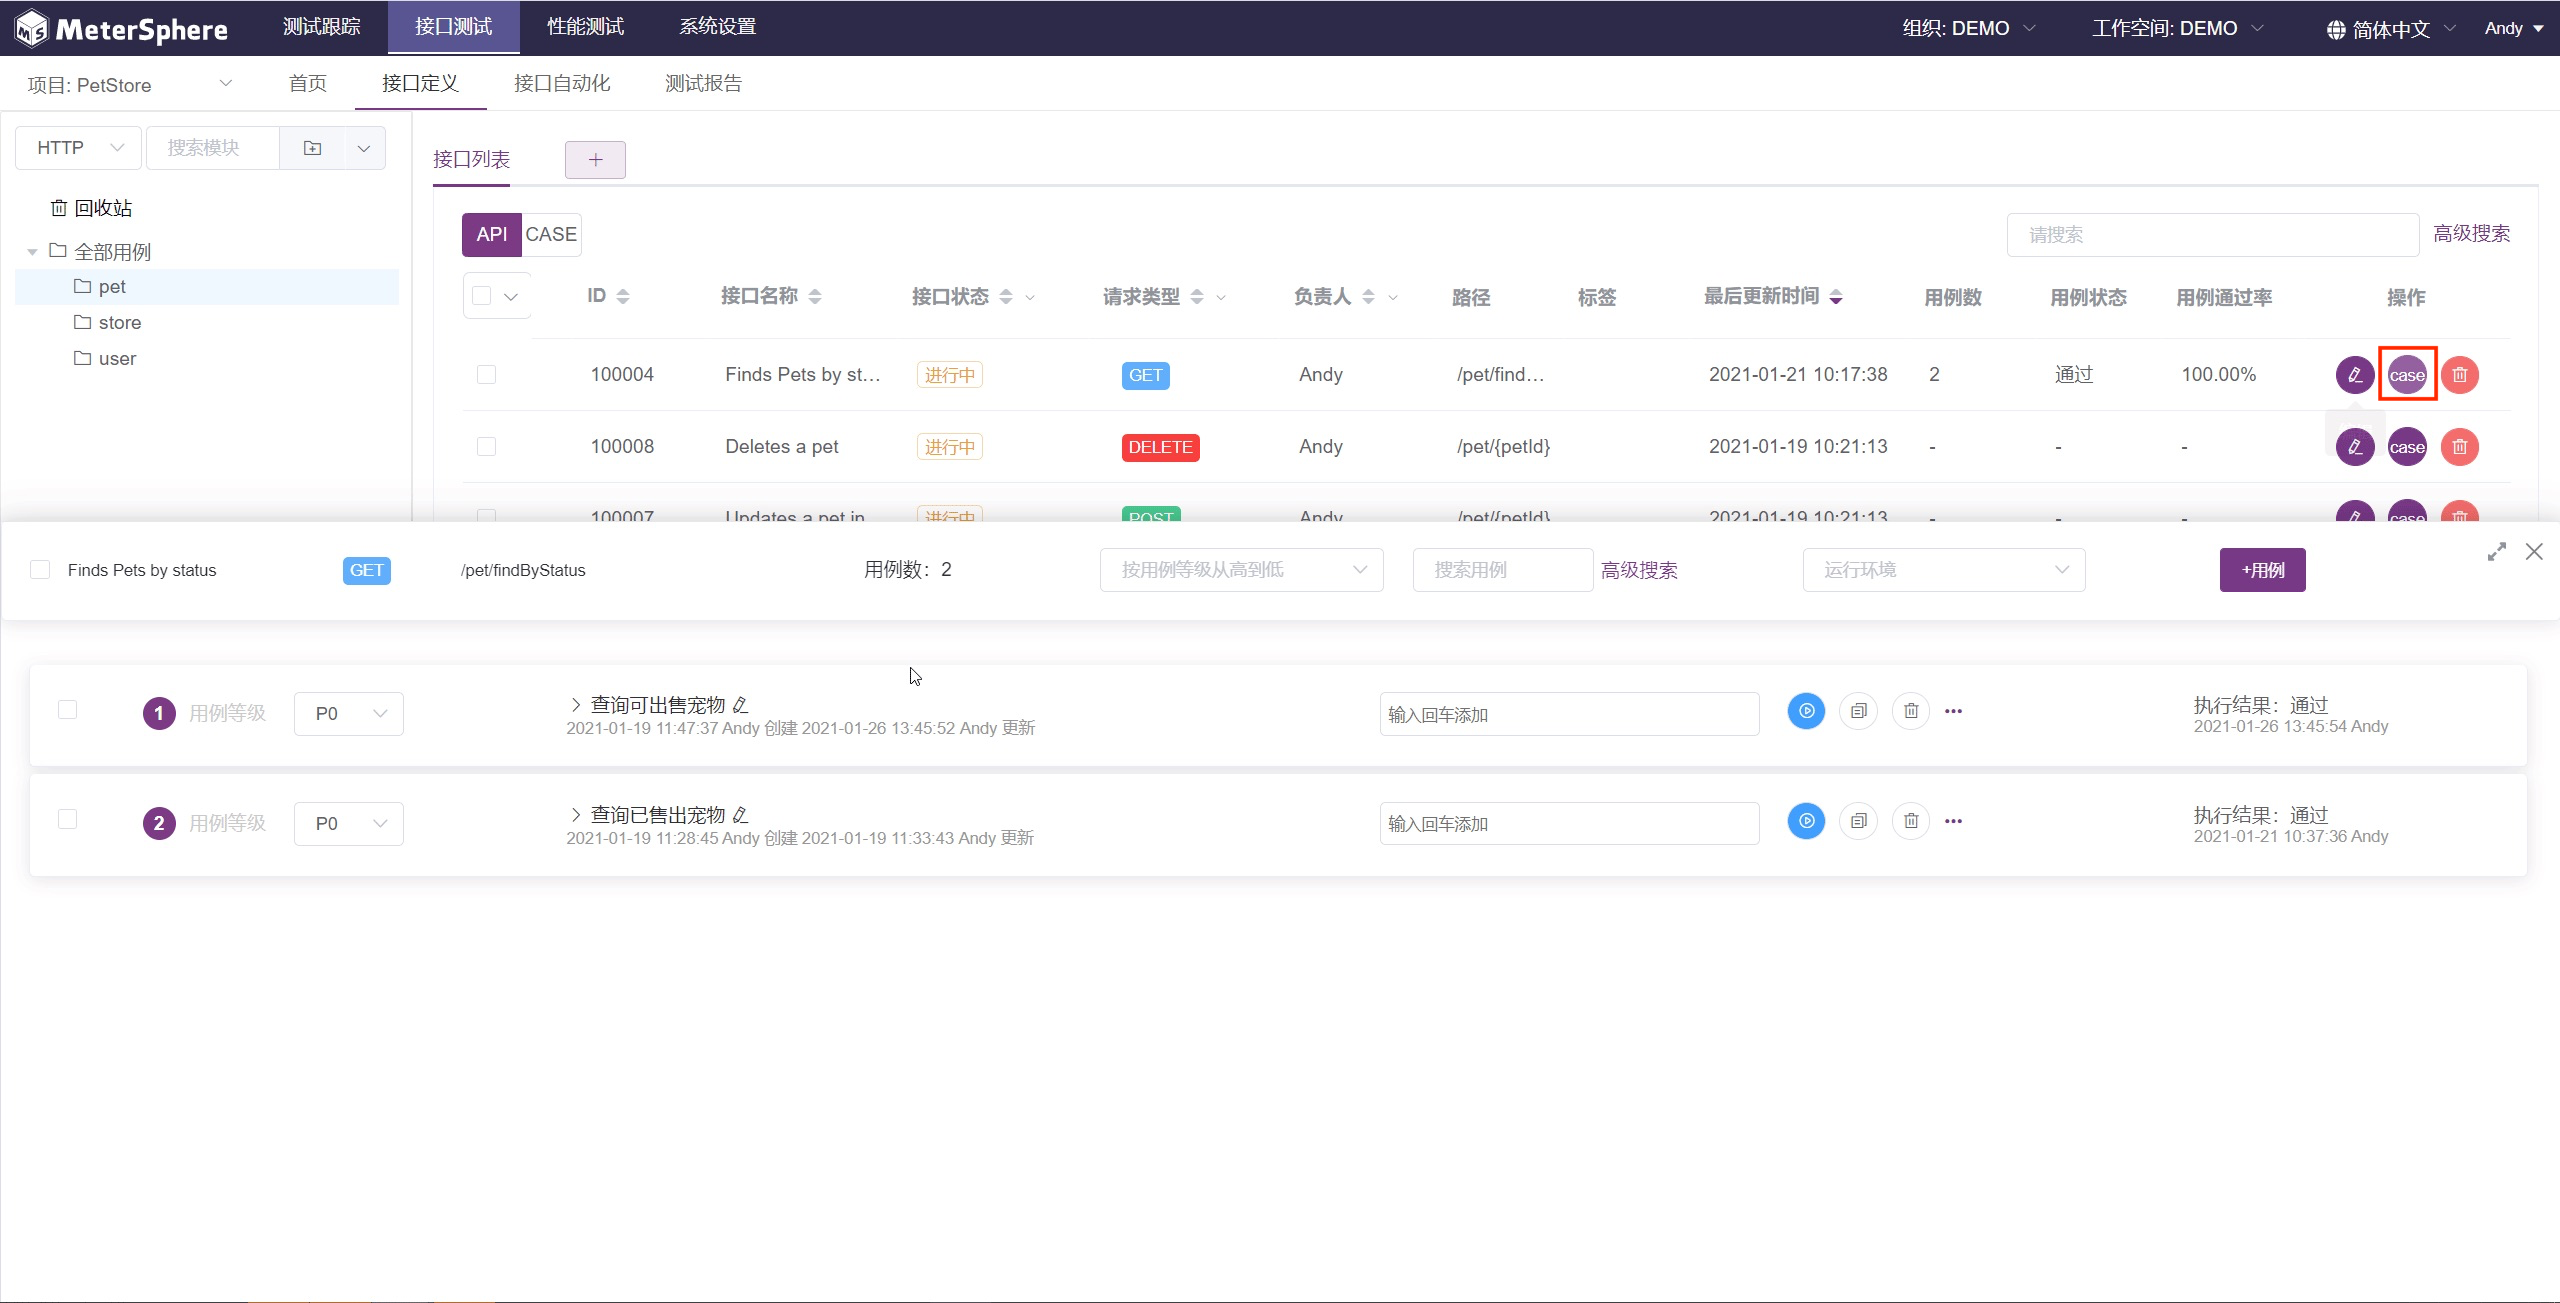 MeterSphere 测试跟踪 接口测试 性能测试 系统设置 组织: DEMO 工作空间: DEMO 简体中文 Andy
项目: PetStore 首页 接口定义 接口自动化 测试报告
HTTP 搜索模块
回收站
全部用例
pet
store
user
接口列表 +
API CASE 请搜索 高级搜索
ID 接口名称 接口状态 请求类型 负责人 路径 标签 最后更新时间 用例数 用例状态 用例通过率 操作
100004 Finds Pets by st... 进行中 GET Andy /pet/find... 2021-01-21 10:17:38 2 通过 100.00% case
100008 Deletes a pet 进行中 DELETE Andy /pet/{petId} 2021-01-19 10:21:13 - - - case
100007 Updates a pet in 进行中 POST Andy /pet/{petId} 2021-01-19 10:21:13 - - - case
Finds Pets by status GET /pet/findByStatus 用例数：2 按用例等级从高到低 搜索用例 高级搜索 运行环境 +用例
1 用例等级 P0 查询可出售宠物 输入回车添加 执行结果：通过
2021-01-19 11:47:37 Andy 创建 2021-01-26 13:45:52 Andy 更新 2021-01-26 13:45:54 Andy
2 用例等级 P0 查询已售出宠物 输入回车添加 执行结果：通过
2021-01-19 11:28:45 Andy 创建 2021-01-19 11:33:43 Andy 更新 2021-01-21 10:37:36 Andy